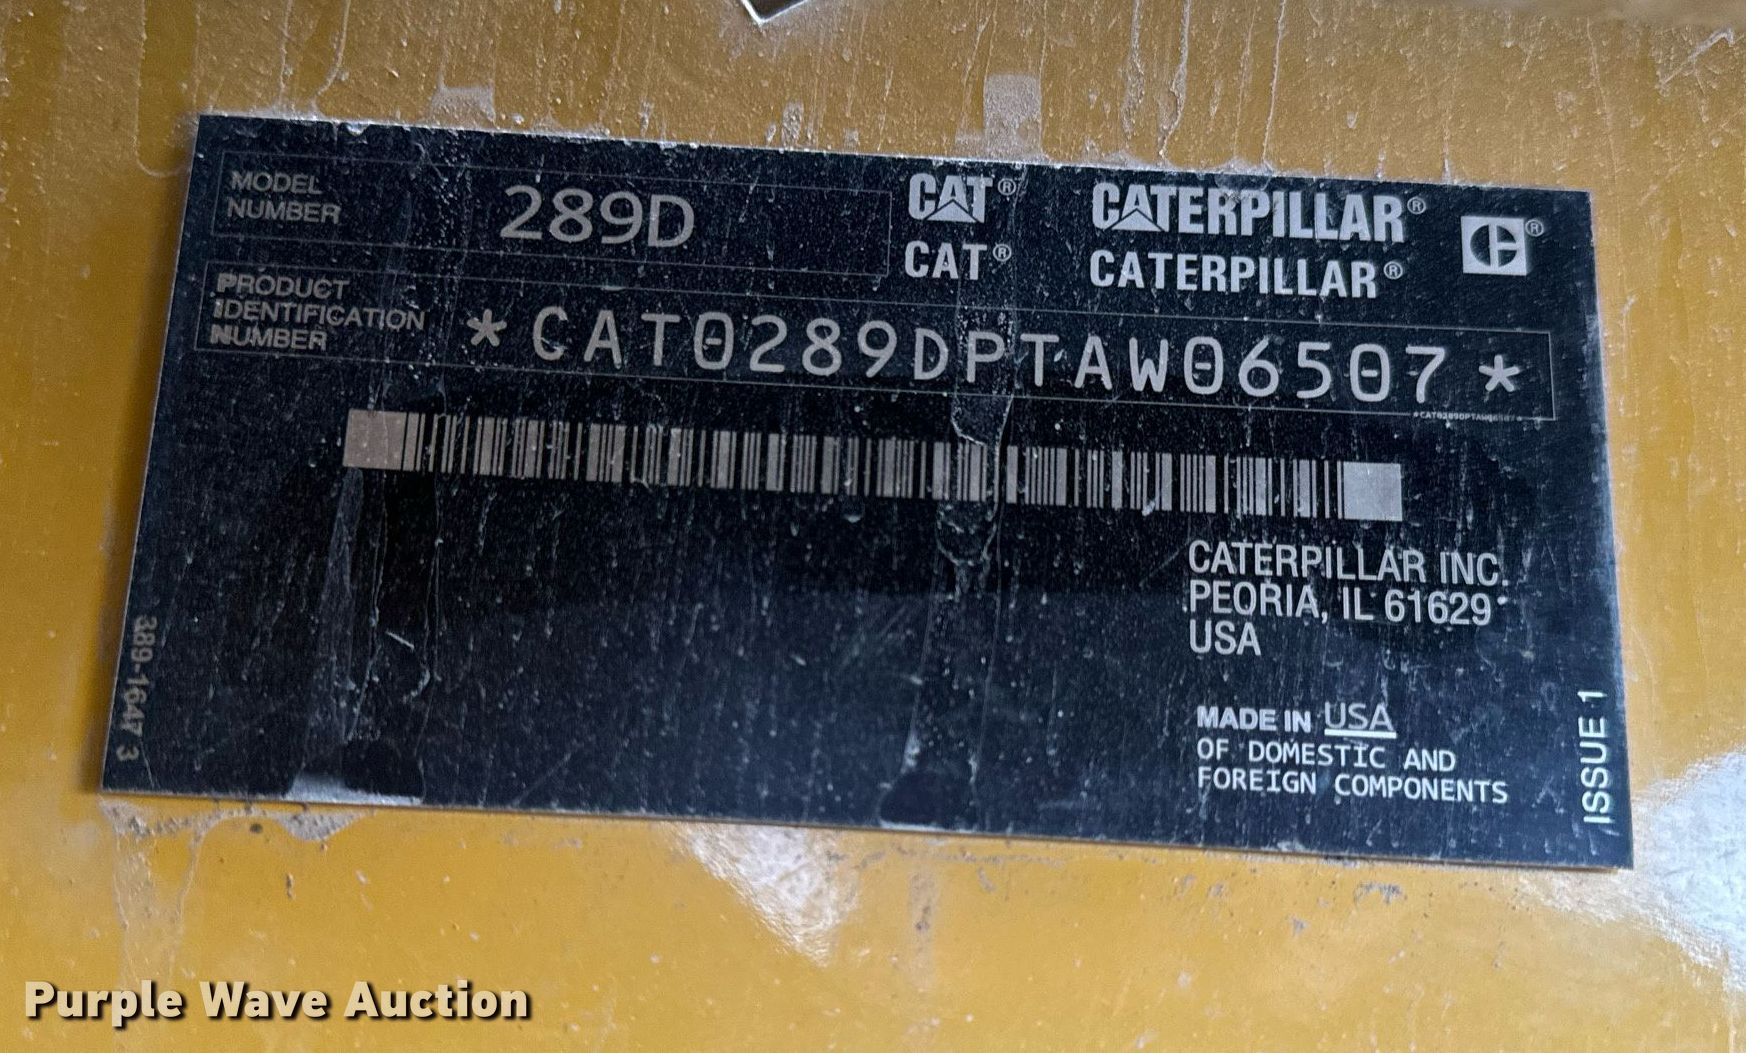 MODEL
NUMBER
289D
CAT® CATERPILLAR® ®
CAT® CATERPILLAR®
PRODUCT
IDENTIFICATION
NUMBER
*CAT0289DPTAW06507*
*CAT0289DPTAW06507*
CATERPILLAR INC.
PEORIA, IL 61629
USA
MADE IN USA
OF DOMESTIC AND
FOREIGN COMPONENTS
389-1647 3
ISSUE 1
Purple Wave Auction